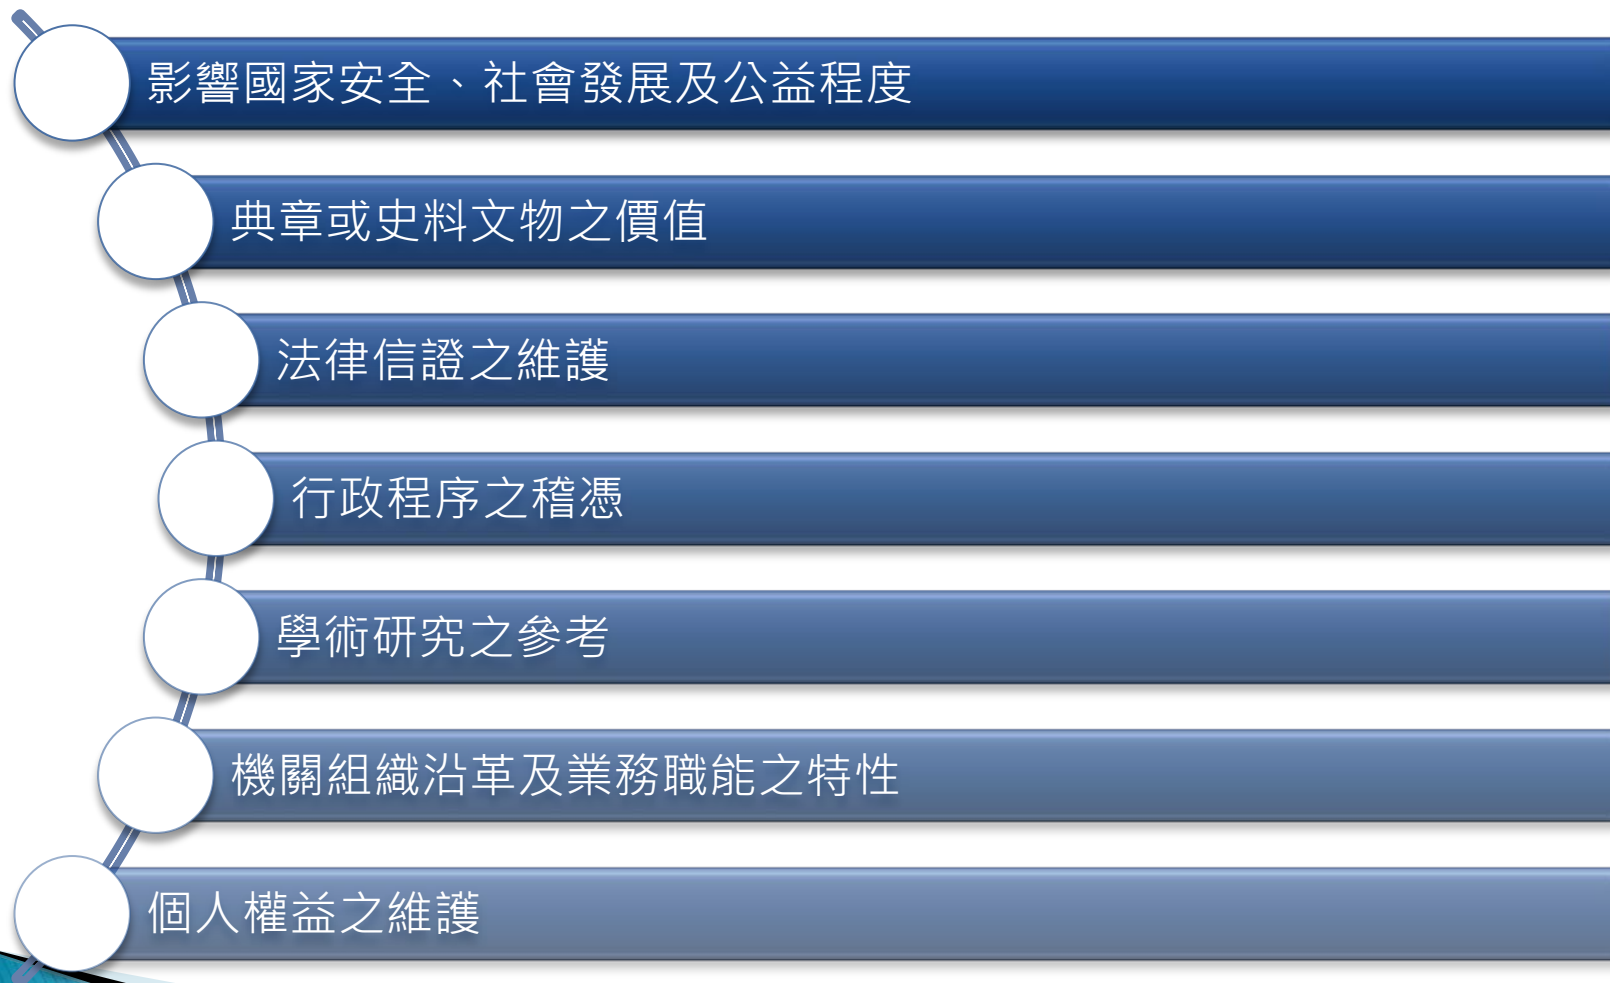 影響國家安全、社會發展及公益程度
典章或史料文物之價值
法律信證之維護
行政程序之稽憑
學術研究之參考
機關組織沿革及業務職能之特性
個人權益之維護